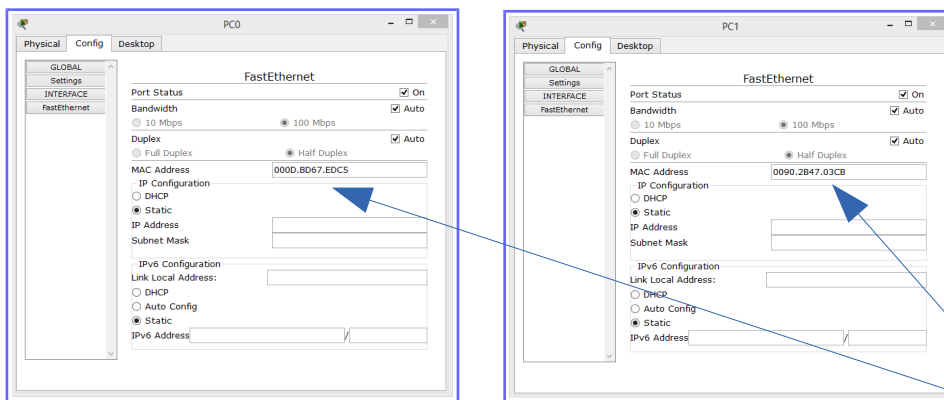 PC0
Physical Config Desktop
GLOBAL
Settings
INTERFACE
FastEthernet
FastEthernet
Port Status On
Bandwidth Auto
10 Mbps 100 Mbps
Duplex Auto
Full Duplex Half Duplex
MAC Address 000D.BD67.EDC5
IP Configuration
DHCP
Static
IP Address
Subnet Mask
IPv6 Configuration
Link Local Address:
DHCP
Auto Config
Static
IPv6 Address /
PC1
Physical Config Desktop
GLOBAL
Settings
INTERFACE
FastEthernet
FastEthernet
Port Status On
Bandwidth Auto
10 Mbps 100 Mbps
Duplex Auto
Full Duplex Half Duplex
MAC Address 0090.2B47.03CB
IP Configuration
DHCP
Static
IP Address
Subnet Mask
IPv6 Configuration
Link Local Address:
DHCP
Auto Config
Static
IPv6 Address /